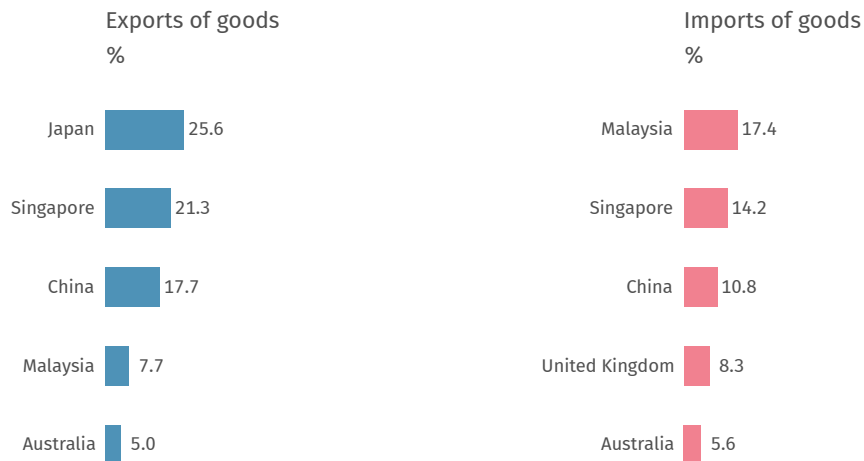 Exports of goods
%
Japan 25.6
Singapore 21.3
China 17.7
Malaysia 7.7
Australia 5.0
Imports of goods
%
Malaysia 17.4
Singapore 14.2
China 10.8
United Kingdom 8.3
Australia 5.6